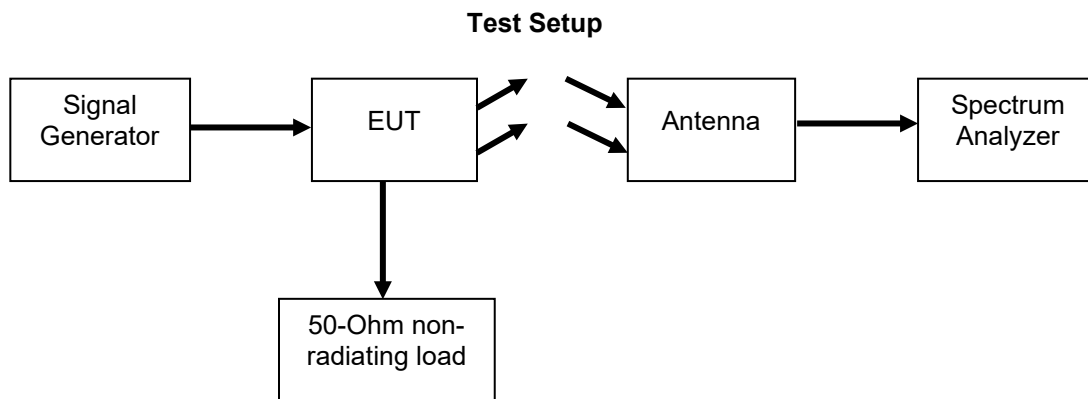 Test Setup
Signal
Generator
EUT
Antenna
Spectrum
Analyzer
50-Ohm non-
radiating load